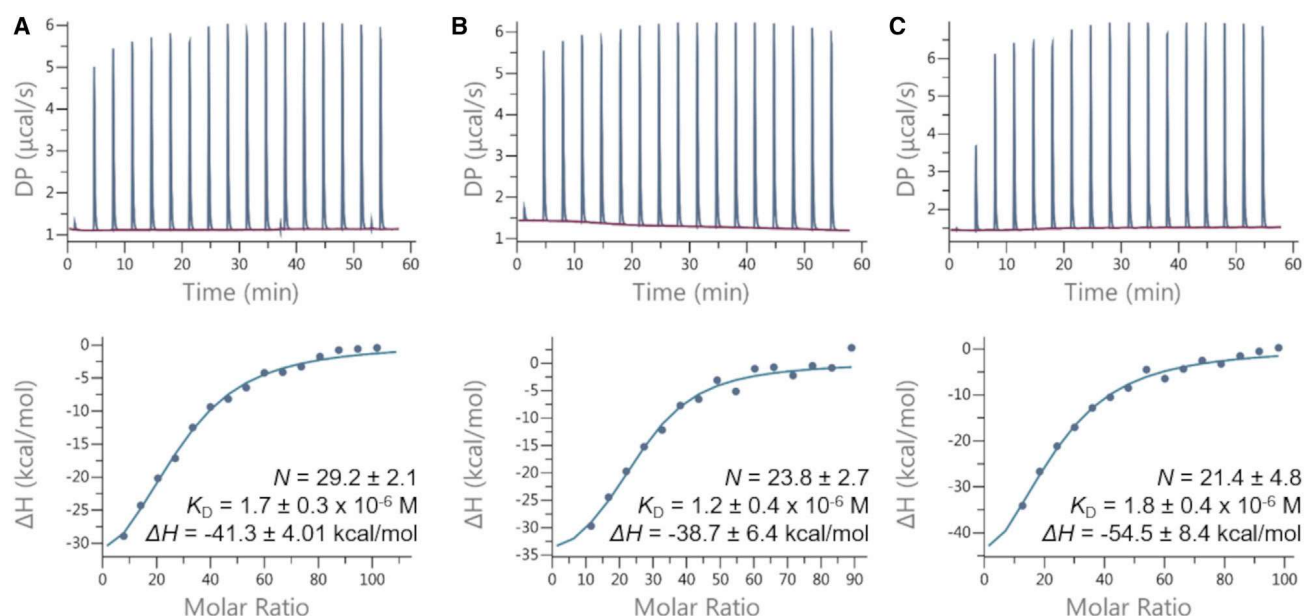 A
DP (µcal/s)
6
5
4
3
2
1
0 10 20 30 40 50 60
Time (min)
B
DP (µcal/s)
6
5
4
3
2
1
0 10 20 30 40 50 60
Time (min)
C
DP (µcal/s)
6
5
4
3
2
0 10 20 30 40 50 60
Time (min)
ΔH (kcal/mol)
0
-5
-10
-15
-20
-25
-30
N = 29.2 ± 2.1
KD = 1.7 ± 0.3 x 10⁻⁶ M
ΔH = -41.3 ± 4.01 kcal/mol
0 20 40 60 80 100
Molar Ratio
ΔH (kcal/mol)
0
-5
-10
-15
-20
-25
-30
-35
N = 23.8 ± 2.7
KD = 1.2 ± 0.4 x 10⁻⁶ M
ΔH = -38.7 ± 6.4 kcal/mol
0 10 20 30 40 50 60 70 80 90
Molar Ratio
ΔH (kcal/mol)
0
-10
-20
-30
-40
N = 21.4 ± 4.8
KD = 1.8 ± 0.4 x 10⁻⁶ M
ΔH = -54.5 ± 8.4 kcal/mol
0 20 40 60 80 100
Molar Ratio